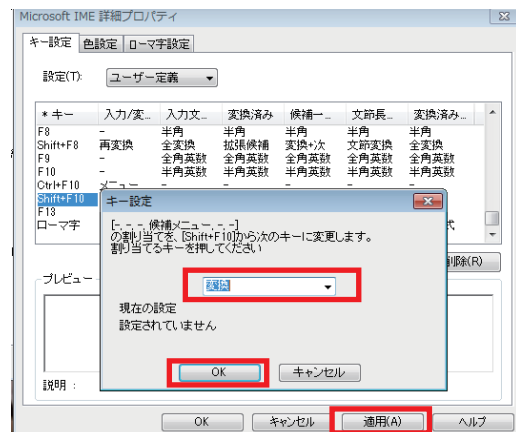 Microsoft IME 詳細プロパティ
キー設定 色設定 ローマ字設定
設定(T): ユーザー定義
* キー 入力/変... 入力文... 変換済み 候補一... 文節長... 変換済み...
F8 - 半角 半角 半角 半角 半角
Shift+F8 再変換 全変換 拡張候補 変換+次 文節変換 全変換
F9 - 全角英数 全角英数 全角英数 全角英数 全角英数
F10 - 半角英数 半角英数 半角英数 半角英数 半角英数
Ctrl+F10 メニュー - - - - -
Shift+F10
F13
ローマ字
キー設定
[-, -, -, 候補メニュー, -, -]
の割り当てを、[Shift+F10]から次のキーに変更します。
割り当てるキーを押してください
変換
現在の設定
設定されていません
OK キャンセル
削除(R)
プレビュー
説明 :
OK キャンセル 適用(A) ヘルプ